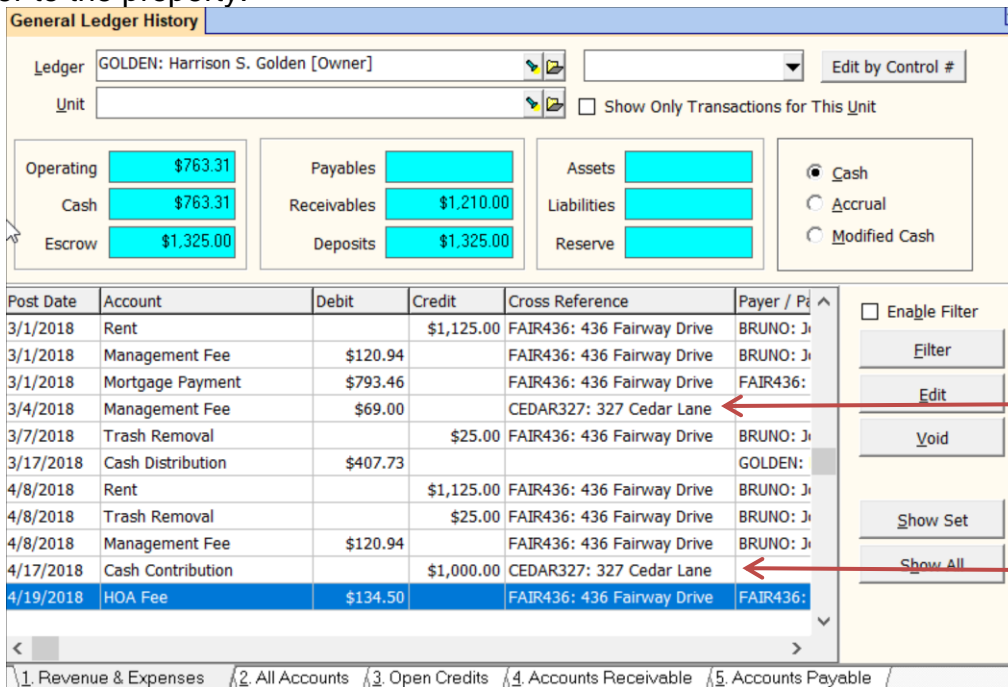 to the property.
General Ledger History
Ledger GOLDEN: Harrison S. Golden [Owner] Edit by Control #
Unit Show Only Transactions for This Unit
Operating $763.31 Payables Assets Cash
Cash $763.31 Receivables $1,210.00 Liabilities Accrual
Escrow $1,325.00 Deposits $1,325.00 Reserve Modified Cash
Post Date Account Debit Credit Cross Reference Payer / Enable Filter
3/1/2018 Rent $1,125.00 FAIR436: 436 Fairway Drive BRUNO:
3/1/2018 Management Fee $120.94 FAIR436: 436 Fairway Drive BRUNO: Filter
3/1/2018 Mortgage Payment $793.46 FAIR436: 436 Fairway Drive FAIR436:
3/4/2018 Management Fee $69.00 CEDAR327: 327 Cedar Lane Edit
3/7/2018 Trash Removal $25.00 FAIR436: 436 Fairway Drive BRUNO: Void
3/17/2018 Cash Distribution $407.73 GOLDEN:
4/8/2018 Rent $1,125.00 FAIR436: 436 Fairway Drive BRUNO:
4/8/2018 Trash Removal $25.00 FAIR436: 436 Fairway Drive BRUNO: Show Set
4/8/2018 Management Fee $120.94 FAIR436: 436 Fairway Drive BRUNO:
4/17/2018 Cash Contribution $1,000.00 CEDAR327: 327 Cedar Lane Show All
4/19/2018 HOA Fee $134.50 FAIR436: 436 Fairway Drive FAIR436:
1. Revenue & Expenses 2. All Accounts 3. Open Credits 4. Accounts Receivable 5. Accounts Payable